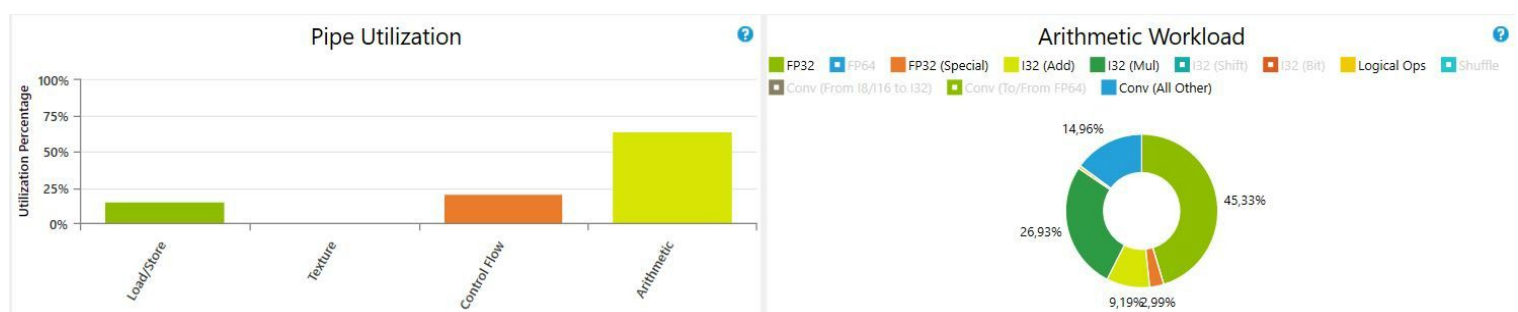 Pipe Utilization
?
Utilization Percentage
100%
75%
50%
25%
0%
Load/Store
Texture
Control Flow
Arithmetic
Arithmetic Workload
?
FP32 FP64 FP32 (Special) I32 (Add) I32 (Mul) I32 (Shift) I32 (Bit) Logical Ops Shuffle
Conv (From I8/I16 to I32) Conv (To/From FP64) Conv (All Other)
14,96%
45,33%
26,93%
9,19%
2,99%